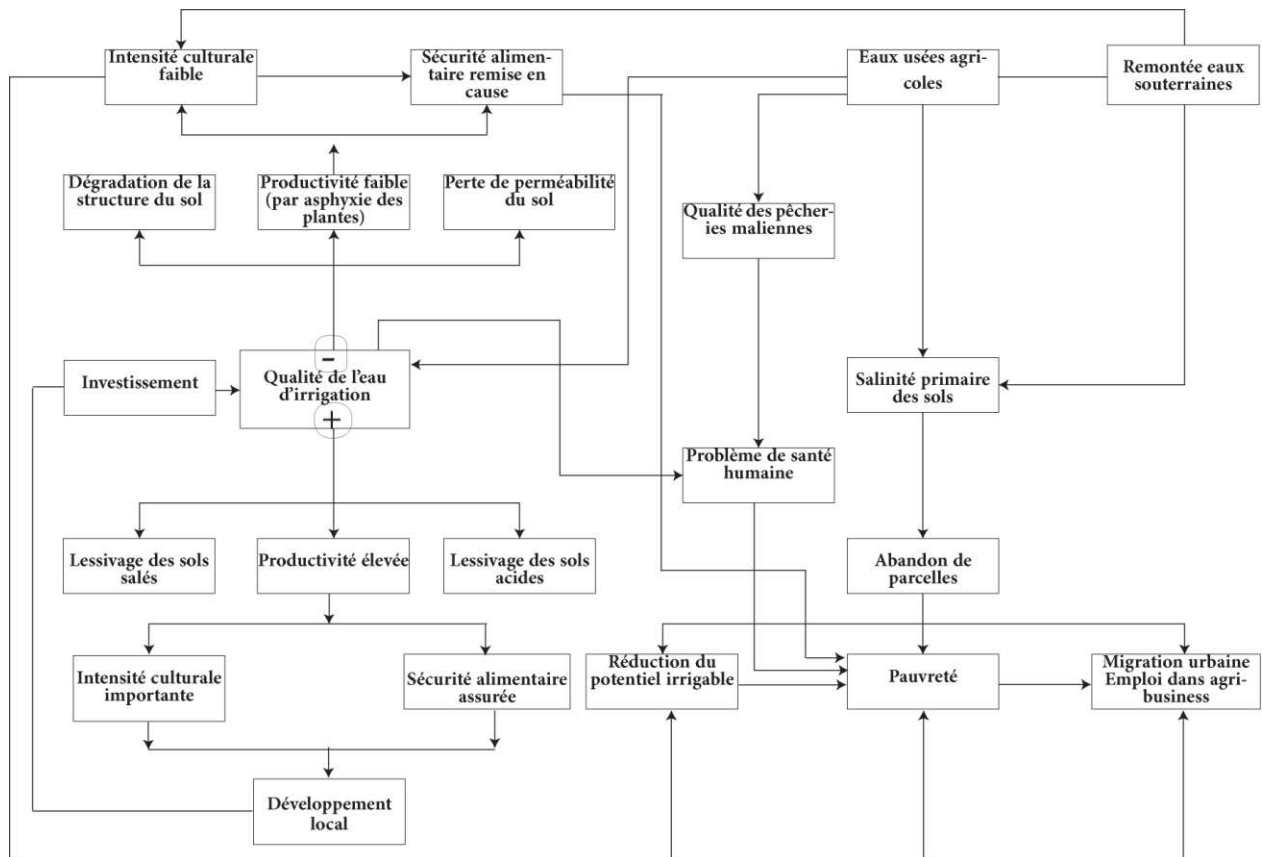 Intensité culturale
faible
Sécurité alimen-
taire remise en
cause
Eaux usées agri-
coles
Remontée eaux
souterraines
Dégradation de la
structure du sol
Productivité faible
(par asphyxie des
plantes)
Perte de perméabilité
du sol
Qualité des pêcher-
ies maliennes
Investissement
-
Qualité de l'eau
d'irrigation
+
Salinité primaire
des sols
Problème de santé
humaine
Lessivage des sols
salés
Productivité élevée
Lessivage des sols
acides
Abandon de
parcelles
Intensité culturale
importante
Sécurité alimentaire
assurée
Réduction du
potentiel irrigable
Pauvreté
Migration urbaine
Emploi dans agri-
business
Développement
local